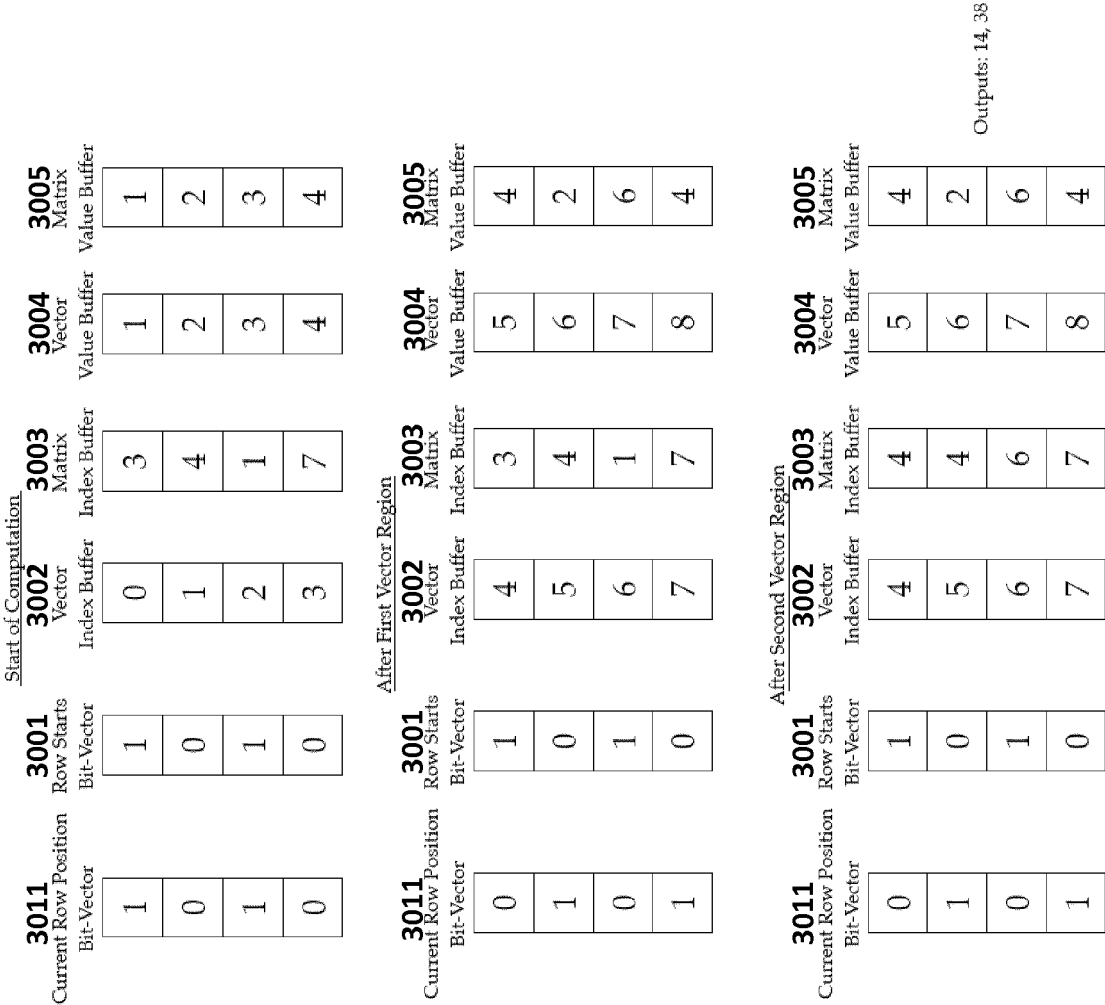 Start of Computation
3011
Current Row Position
Bit-Vector
1
0
1
0
3001
Row Starts
Bit-Vector
1
0
1
0
3002
Vector
Index Buffer
0
1
2
3
3003
Matrix
Index Buffer
3
4
1
7
3004
Vector
Value Buffer
1
2
3
4
3005
Matrix
Value Buffer
1
2
3
4
After First Vector Region
3011
Current Row Position
Bit-Vector
0
1
0
1
3001
Row Starts
Bit-Vector
1
0
1
0
3002
Vector
Index Buffer
4
5
6
7
3003
Matrix
Index Buffer
3
4
1
7
3004
Vector
Value Buffer
5
6
7
8
3005
Matrix
Value Buffer
4
2
6
4
After Second Vector Region
3011
Current Row Position
Bit-Vector
0
1
0
1
3001
Row Starts
Bit-Vector
1
0
1
0
3002
Vector
Index Buffer
4
5
6
7
3003
Matrix
Index Buffer
4
4
6
7
3004
Vector
Value Buffer
5
6
7
8
3005
Matrix
Value Buffer
4
2
6
4
Outputs: 14, 38